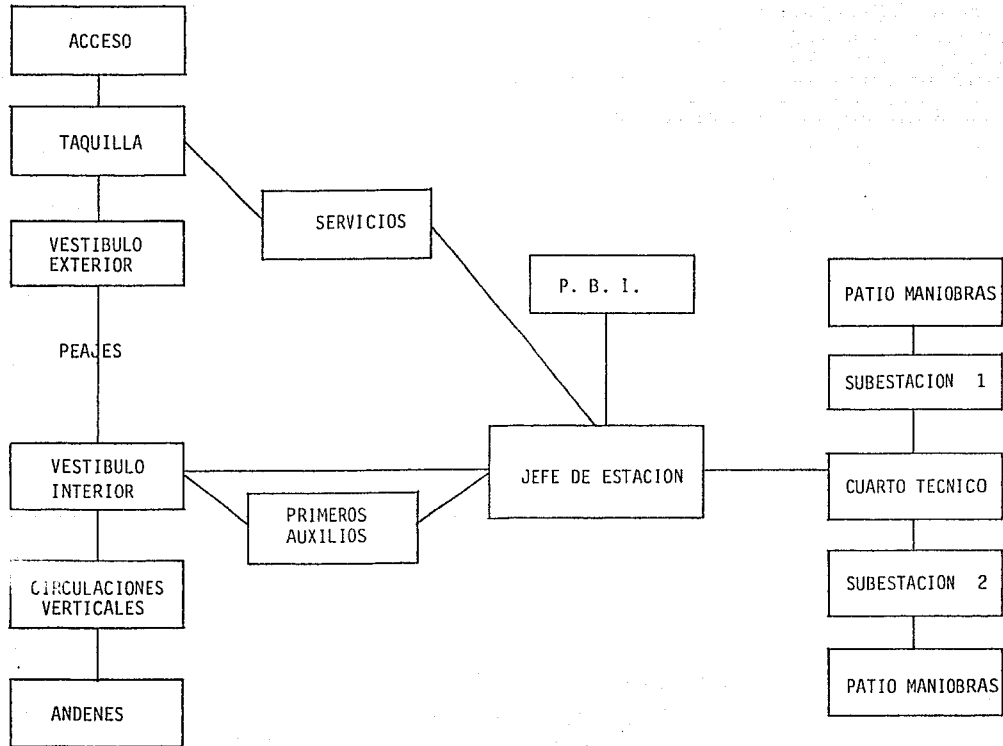 ACCESO
TAQUILLA
VESTIBULO
EXTERIOR
PEAJES
VESTIBULO
INTERIOR
CIRCULACIONES
VERTICALES
ANDENES
SERVICIOS
PRIMEROS
AUXILIOS
P. B. I.
JEFE DE ESTACION
PATIO MANIOBRAS
SUBESTACION 1
CUARTO TECNICO
SUBESTACION 2
PATIO MANIOBRAS